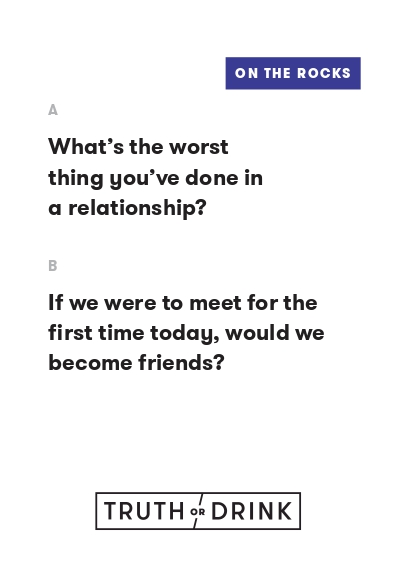 ON THE ROCKS
A
What’s the worst
thing you’ve done in
a relationship?
B
If we were to meet for the
first time today, would we
become friends?
TRUTH OR DRINK